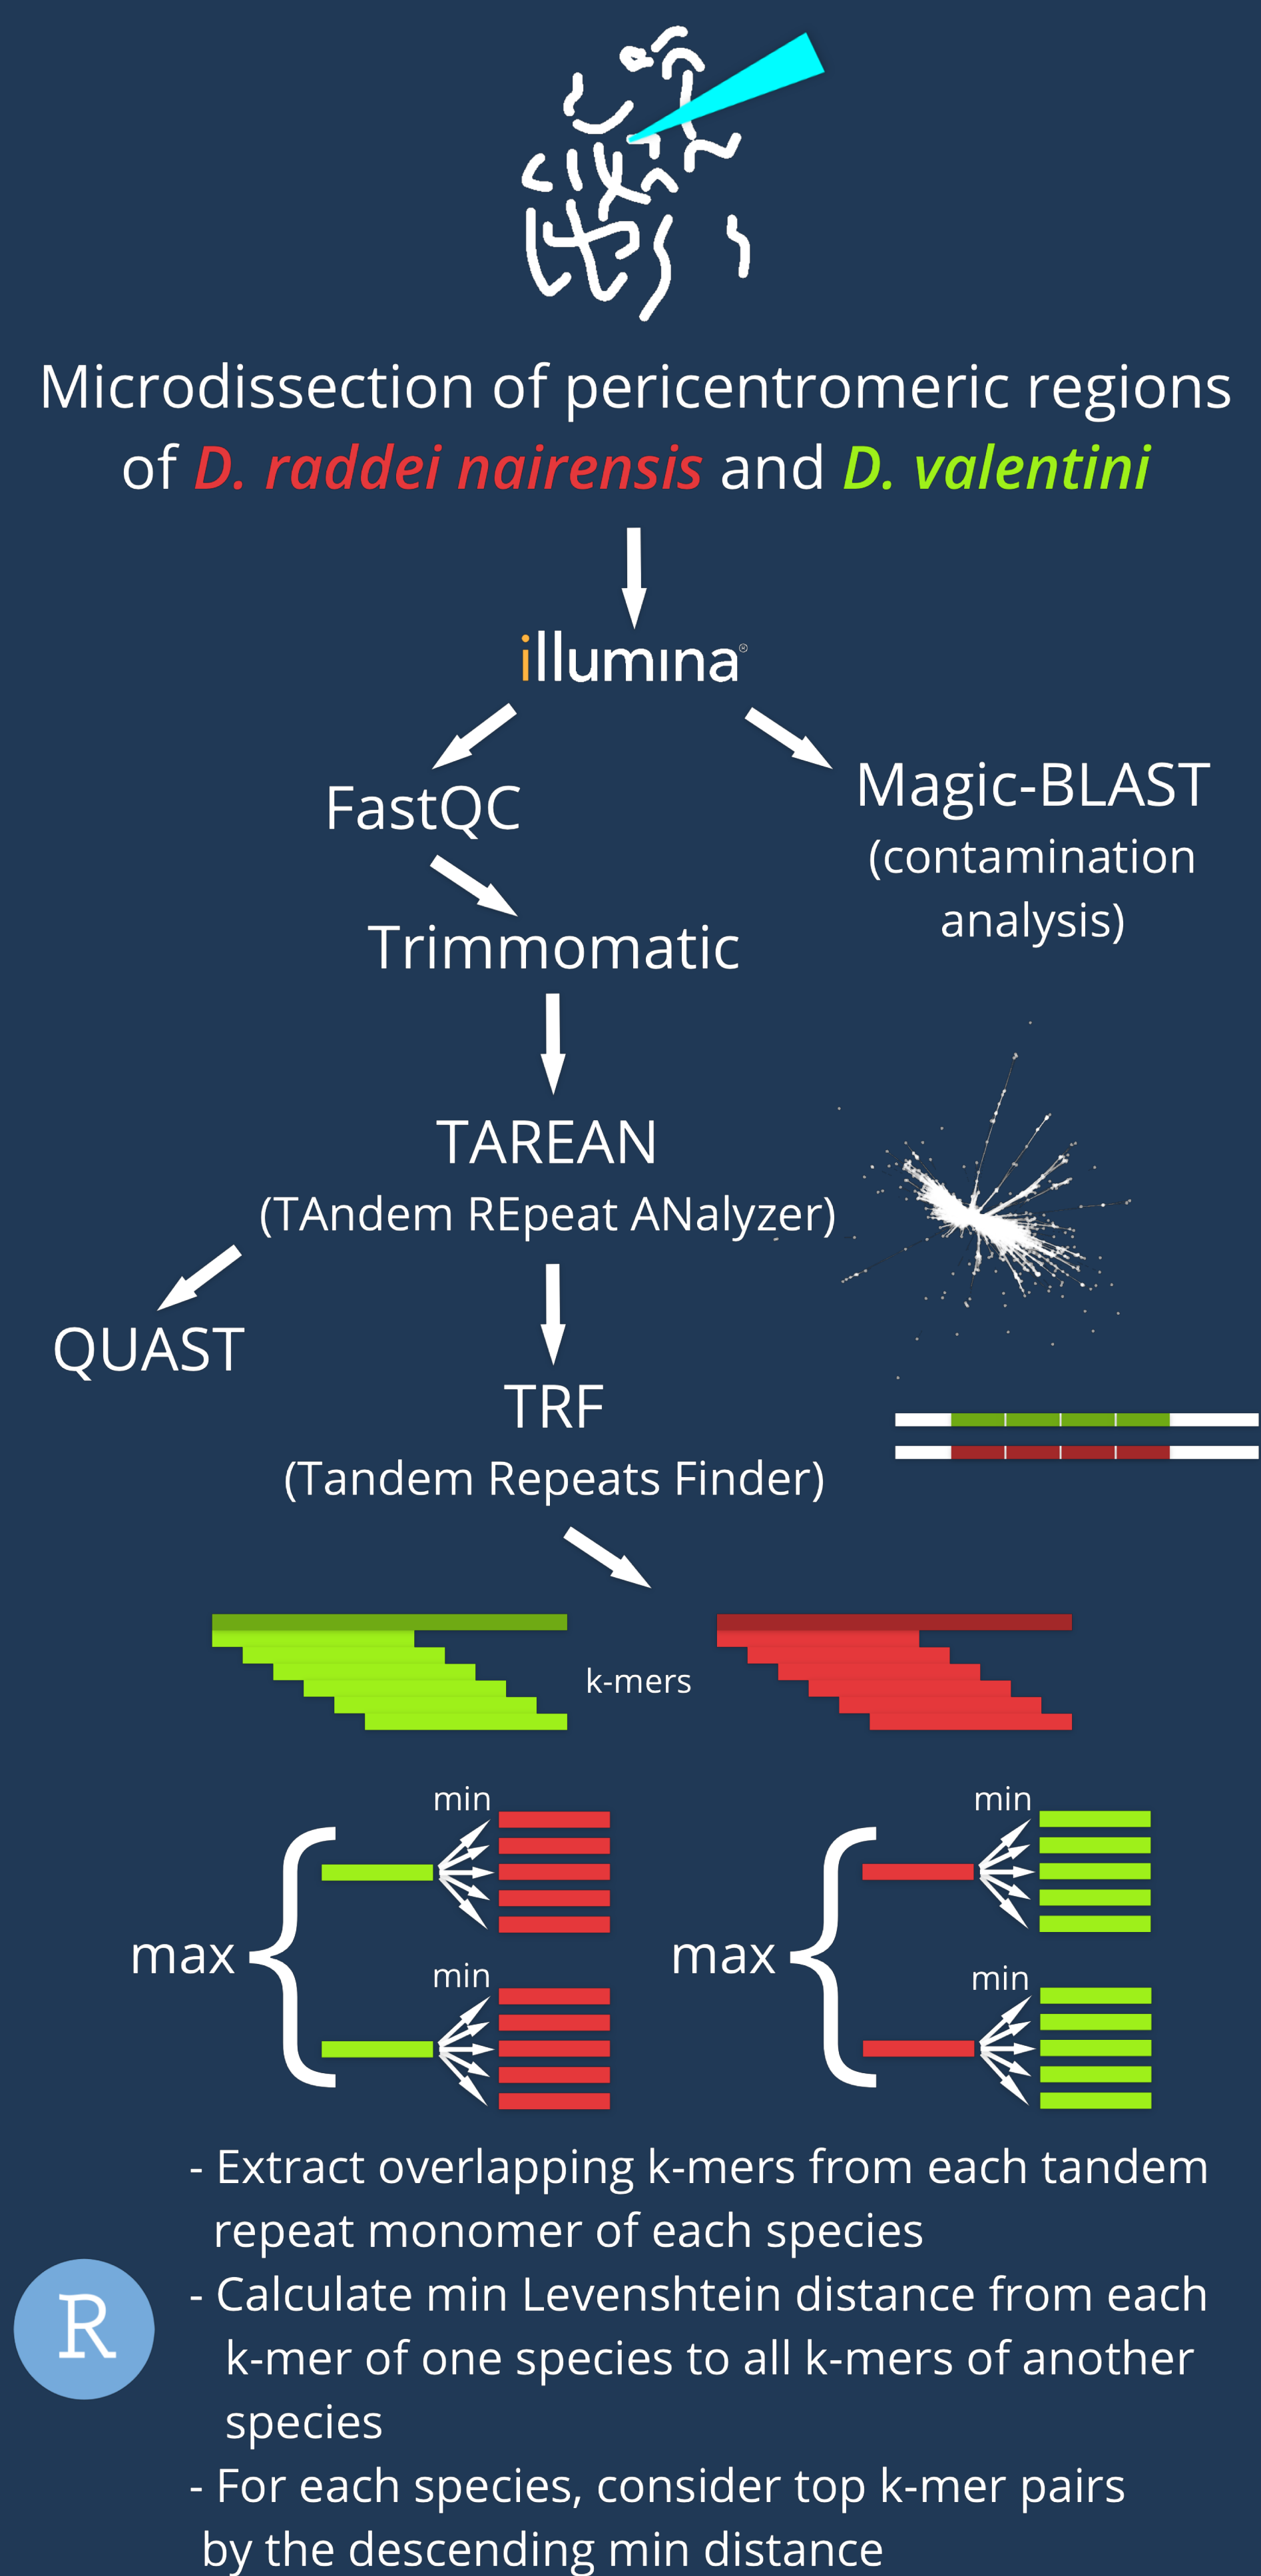 Microdissection of pericentromeric regions
of D. raddei nairensis and D. valentini
illumina®
FastQC
Magic-BLAST
(contamination
analysis)
Trimmomatic
TAREAN
(TAndem REpeat ANalyzer)
QUAST
TRF
(Tandem Repeats Finder)
k-mers
min
min
max
max
min
min
- Extract overlapping k-mers from each tandem
repeat monomer of each species
- Calculate min Levenshtein distance from each
k-mer of one species to all k-mers of another
species
R
- For each species, consider top k-mer pairs
by the descending min distance